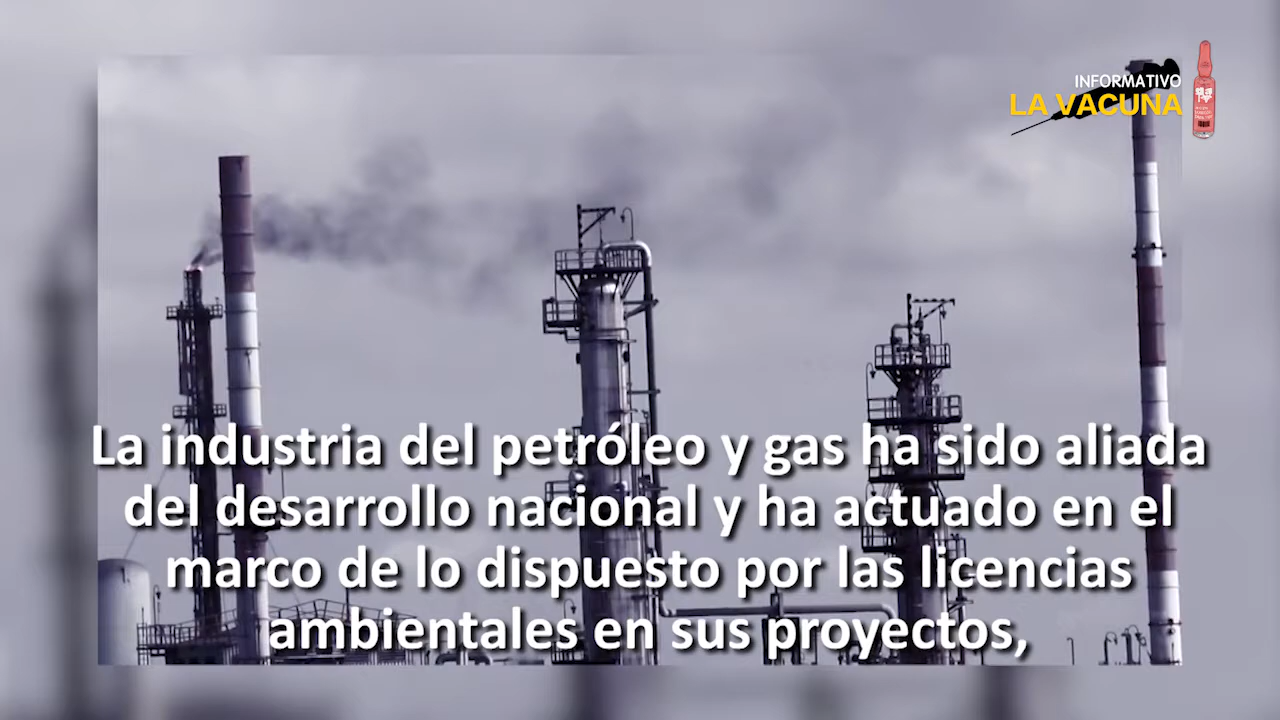 INFORMATIVO
LA VACUNA
La industria del petróleo y gas ha sido aliada
del desarrollo nacional y ha actuado en el
marco de lo dispuesto por las licencias
ambientales en sus proyectos,